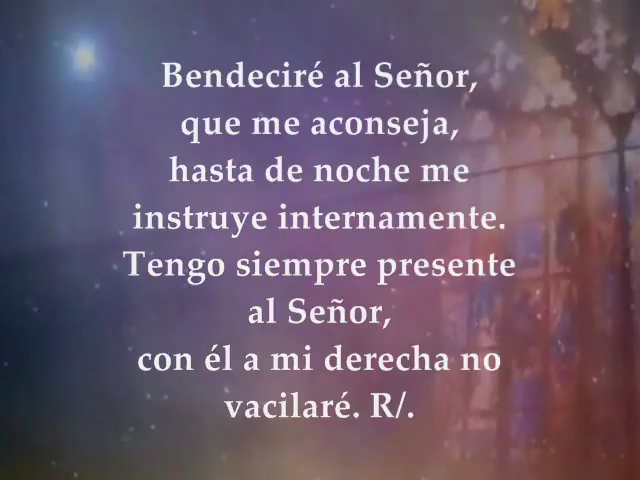 Bendeciré al Señor,
que me aconseja,
hasta de noche me
instruye internamente.
Tengo siempre presente
al Señor,
con él a mi derecha no
vacilaré. R/.